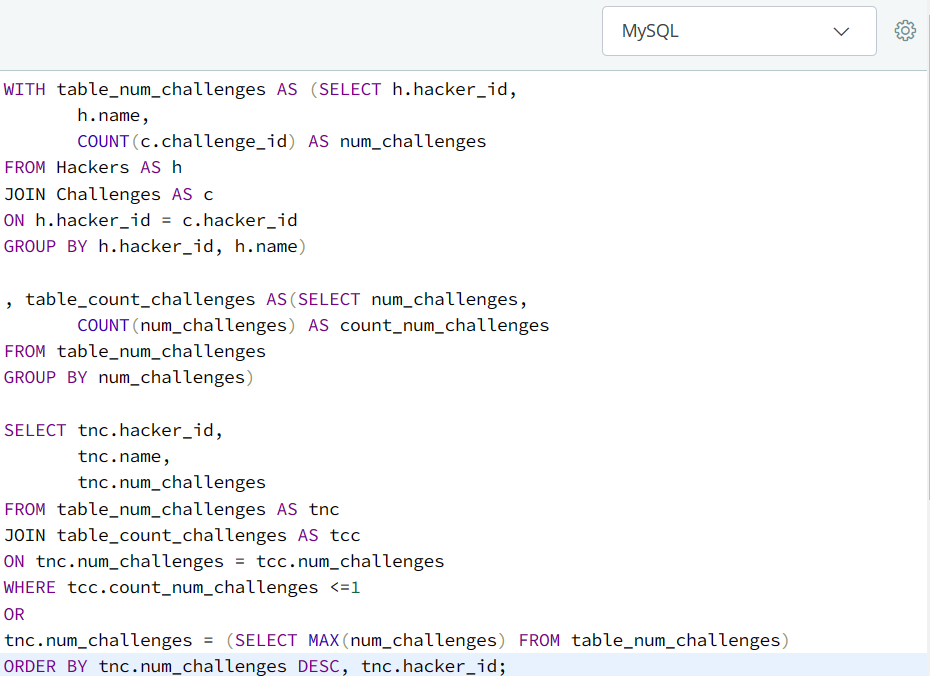 MySQL
WITH table_num_challenges AS (SELECT h.hacker_id,
h.name,
COUNT(c.challenge_id) AS num_challenges
FROM Hackers AS h
JOIN Challenges AS c
ON h.hacker_id = c.hacker_id
GROUP BY h.hacker_id, h.name)
, table_count_challenges AS(SELECT num_challenges,
COUNT(num_challenges) AS count_num_challenges
FROM table_num_challenges
GROUP BY num_challenges)
SELECT tnc.hacker_id,
tnc.name,
tnc.num_challenges
FROM table_num_challenges AS tnc
JOIN table_count_challenges AS tcc
ON tnc.num_challenges = tcc.num_challenges
WHERE tcc.count_num_challenges <=1
OR
tnc.num_challenges = (SELECT MAX(num_challenges) FROM table_num_challenges)
ORDER BY tnc.num_challenges DESC, tnc.hacker_id;